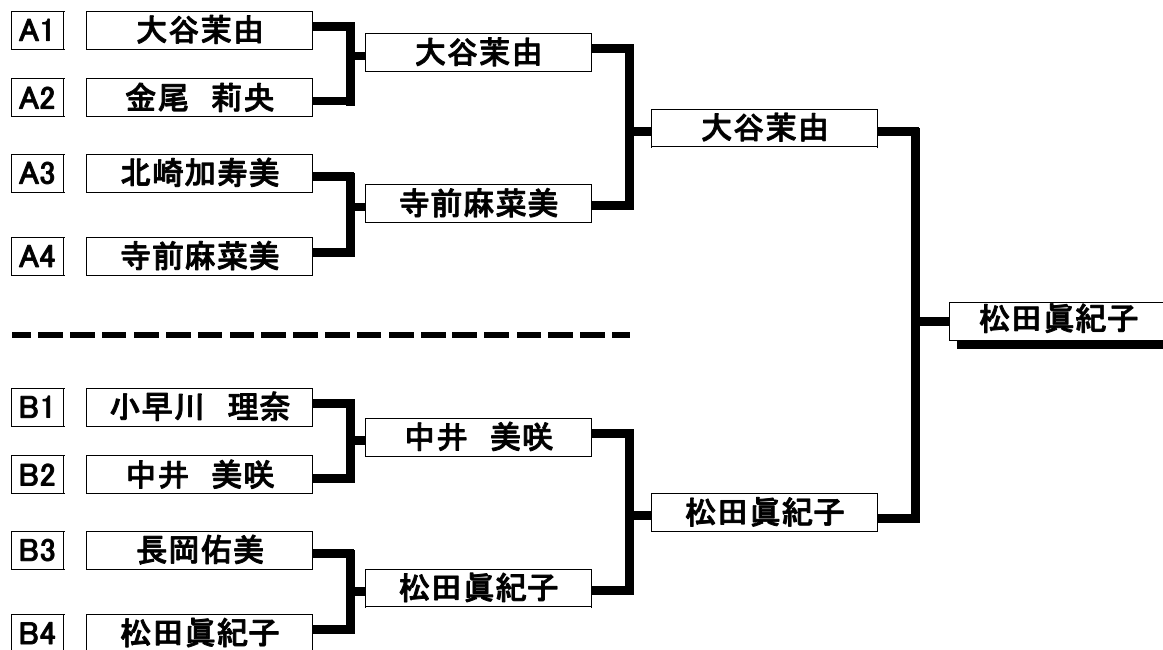 A1 大谷茉由
A2 金尾　莉央
A3 北崎加寿美
A4 寺前麻菜美
大谷茉由
寺前麻菜美
大谷茉由
松田眞紀子
B1 小早川　理奈
B2 中井　美咲
B3 長岡佑美
B4 松田眞紀子
中井　美咲
松田眞紀子
松田眞紀子